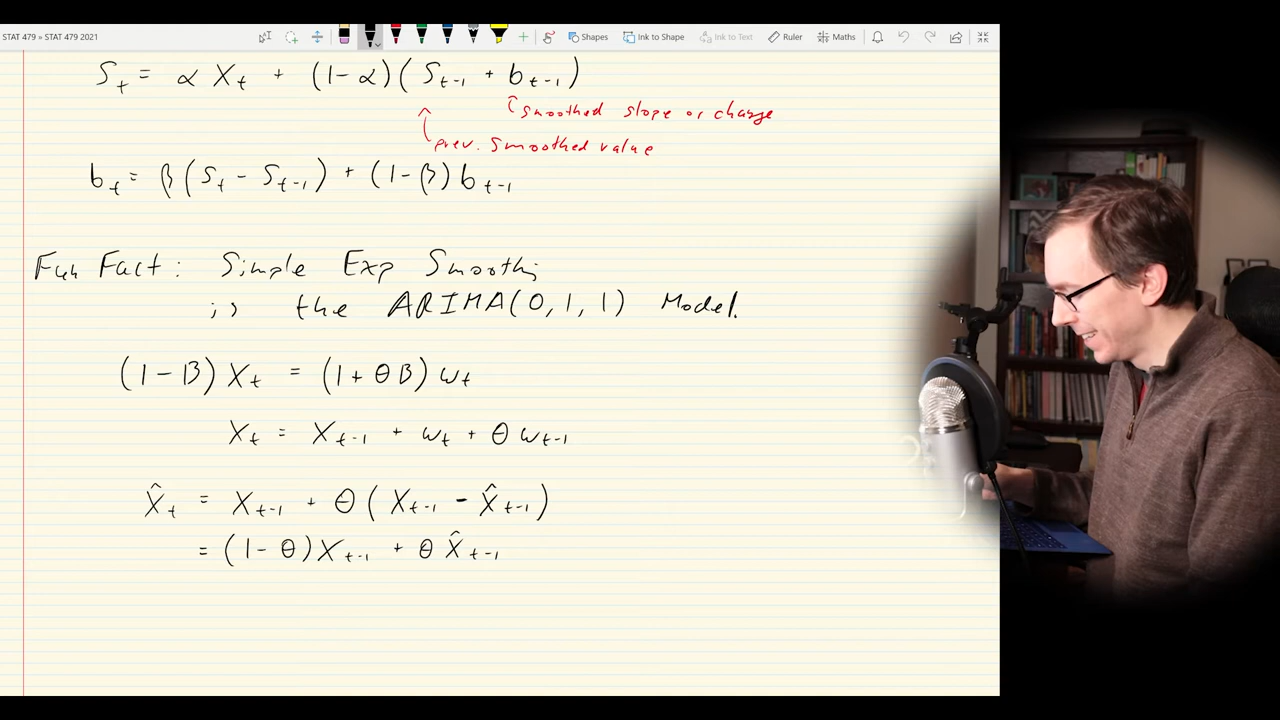 STAT 479 » STAT 479 2021
Shapes Ink to Shape Ink to Text Ruler Maths
S_t = α X_t + (1-α)(S_{t-1} + b_{t-1})
smoothed slope or change
prev. smoothed value
b_t = β(S_t - S_{t-1}) + (1-β) b_{t-1}
Fun Fact: Simple Exp Smoothing
is the ARIMA(0,1,1) Model.
(1-B) X_t = (1+θB) w_t
X_t = X_{t-1} + w_t + θ w_{t-1}
X̂_t = X_{t-1} + θ(X_{t-1} - X̂_{t-1})
= (1-θ)X_{t-1} + θ X̂_{t-1}